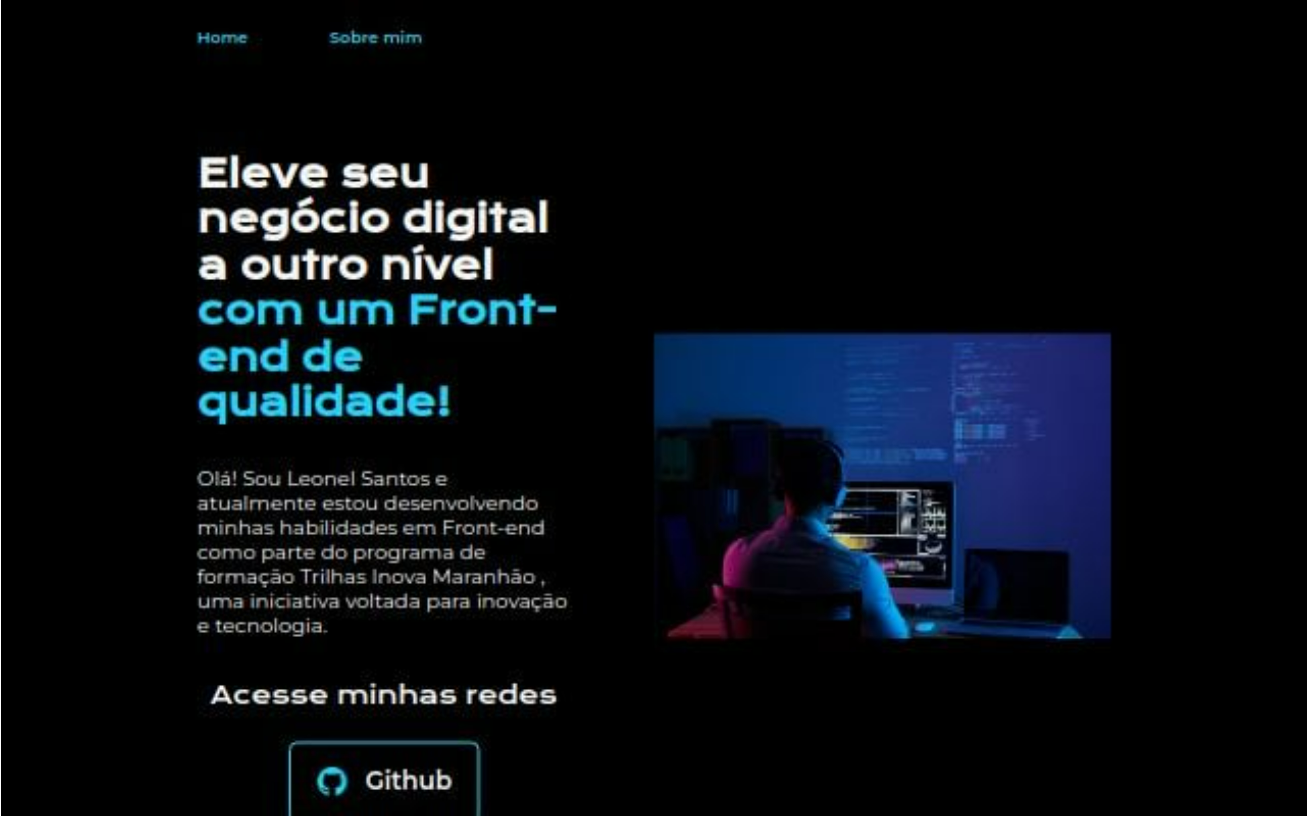 Home
Sobre mim
Eleve seu
negócio digital
a outro nível
com um Front-
end de
qualidade!
Olá! Sou Leonel Santos e
atualmente estou desenvolvendo
minhas habilidades em Front-end
como parte do programa de
formação Trilhas Inova Maranhão ,
uma iniciativa voltada para inovação
e tecnologia.
Acesse minhas redes
Github